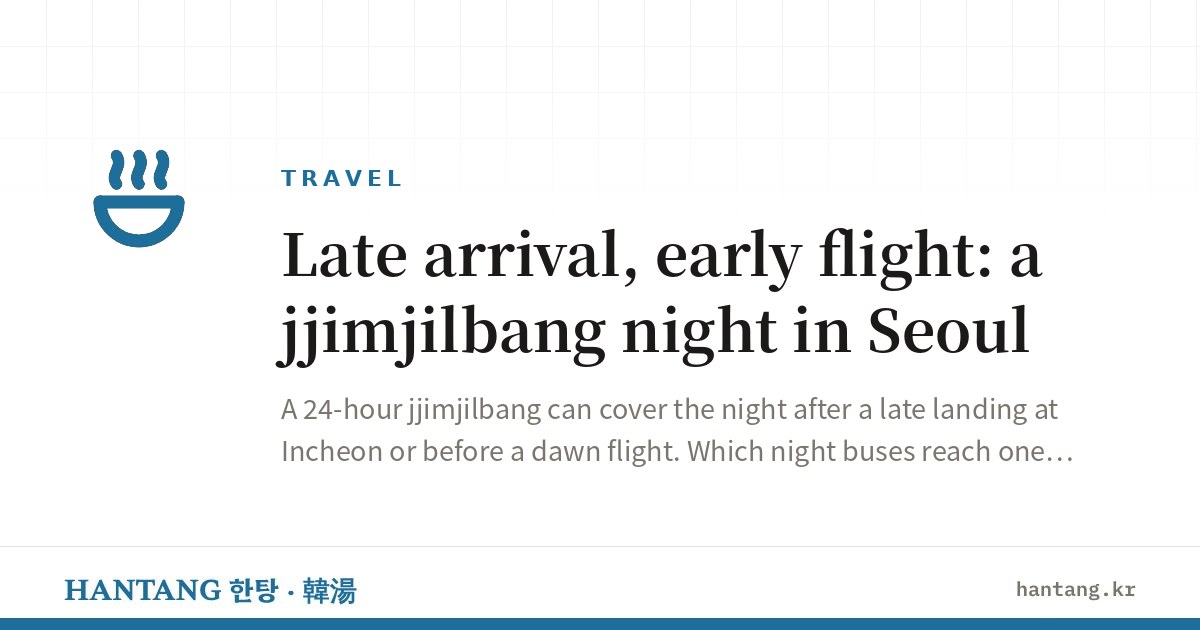 TRAVEL
Late arrival, early flight: a
jjimjilbang night in Seoul
A 24-hour jjimjilbang can cover the night after a late landing at
Incheon or before a dawn flight. Which night buses reach one…
HANTANG 한탕 · 韓湯
hantang.kr